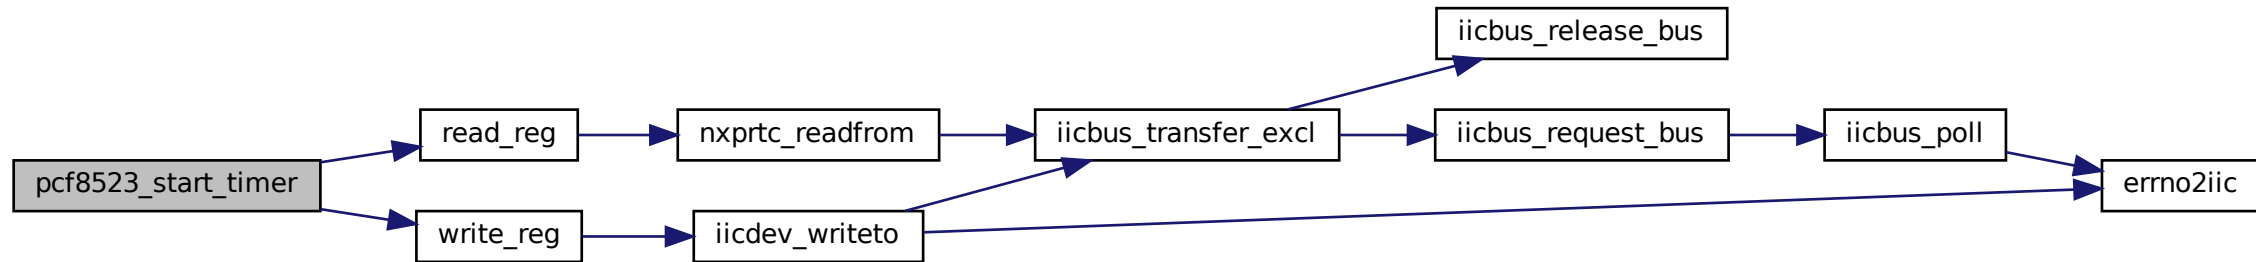 iicbus_release_bus
read_reg
nxprtc_readfrom
iicbus_transfer_excl
iicbus_request_bus
iicbus_poll
pcf8523_start_timer
errno2iic
write_reg
iicdev_writeto